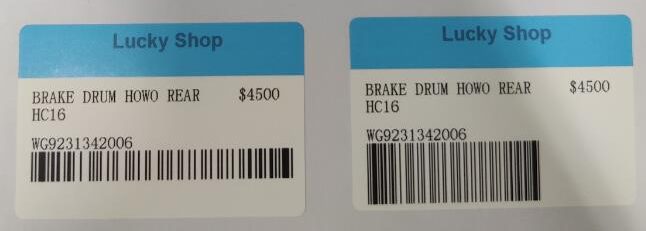 Lucky Shop
BRAKE DRUM HOWO REAR $4500
HC16
WG9231342006
Lucky Shop
BRAKE DRUM HOWO REAR $4500
HC16
WG9231342006